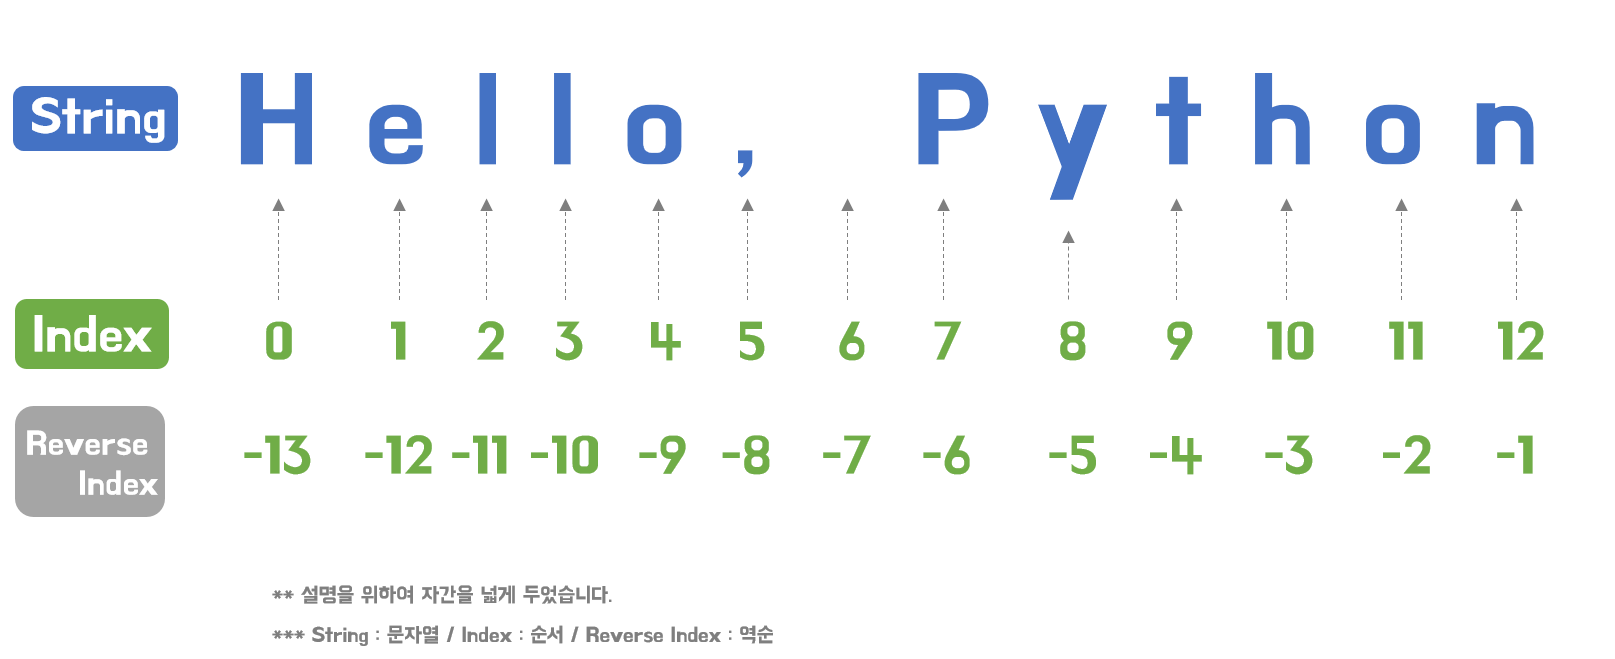 String Hello, Python
Index 0 1 2 3 4 5 6 7 8 9 10 11 12
Reverse
Index
-13 -12 -11 -10 -9 -8 -7 -6 -5 -4 -3 -2 -1
** 설명을 위하여 자간을 넓게 두었습니다.
*** String : 문자열 / Index : 순서 / Reverse Index : 역순